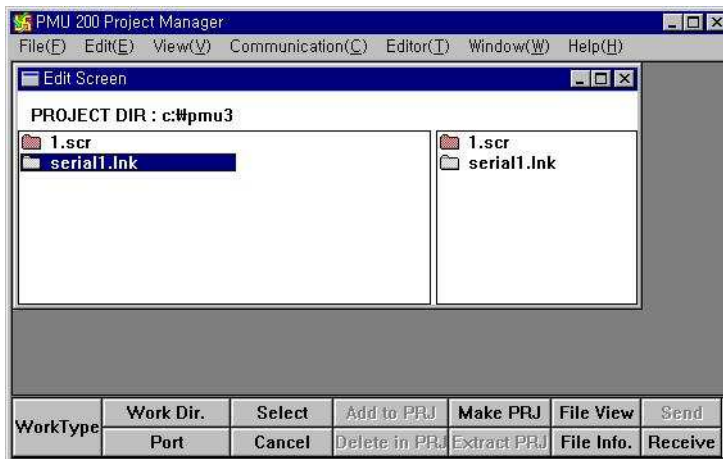 PMU 200 Project Manager
File(F) Edit(E) View(V) Communication(C) Editor(T) Window(W) Help(H)
Edit Screen
PROJECT DIR : c:₩pmu3
1.scr
serial1.lnk
1.scr
serial1.lnk
WorkType
Work Dir. Select Add to PRJ Make PRJ File View Send
Port Cancel Delete in PRJ Extract PRJ File Info. Receive